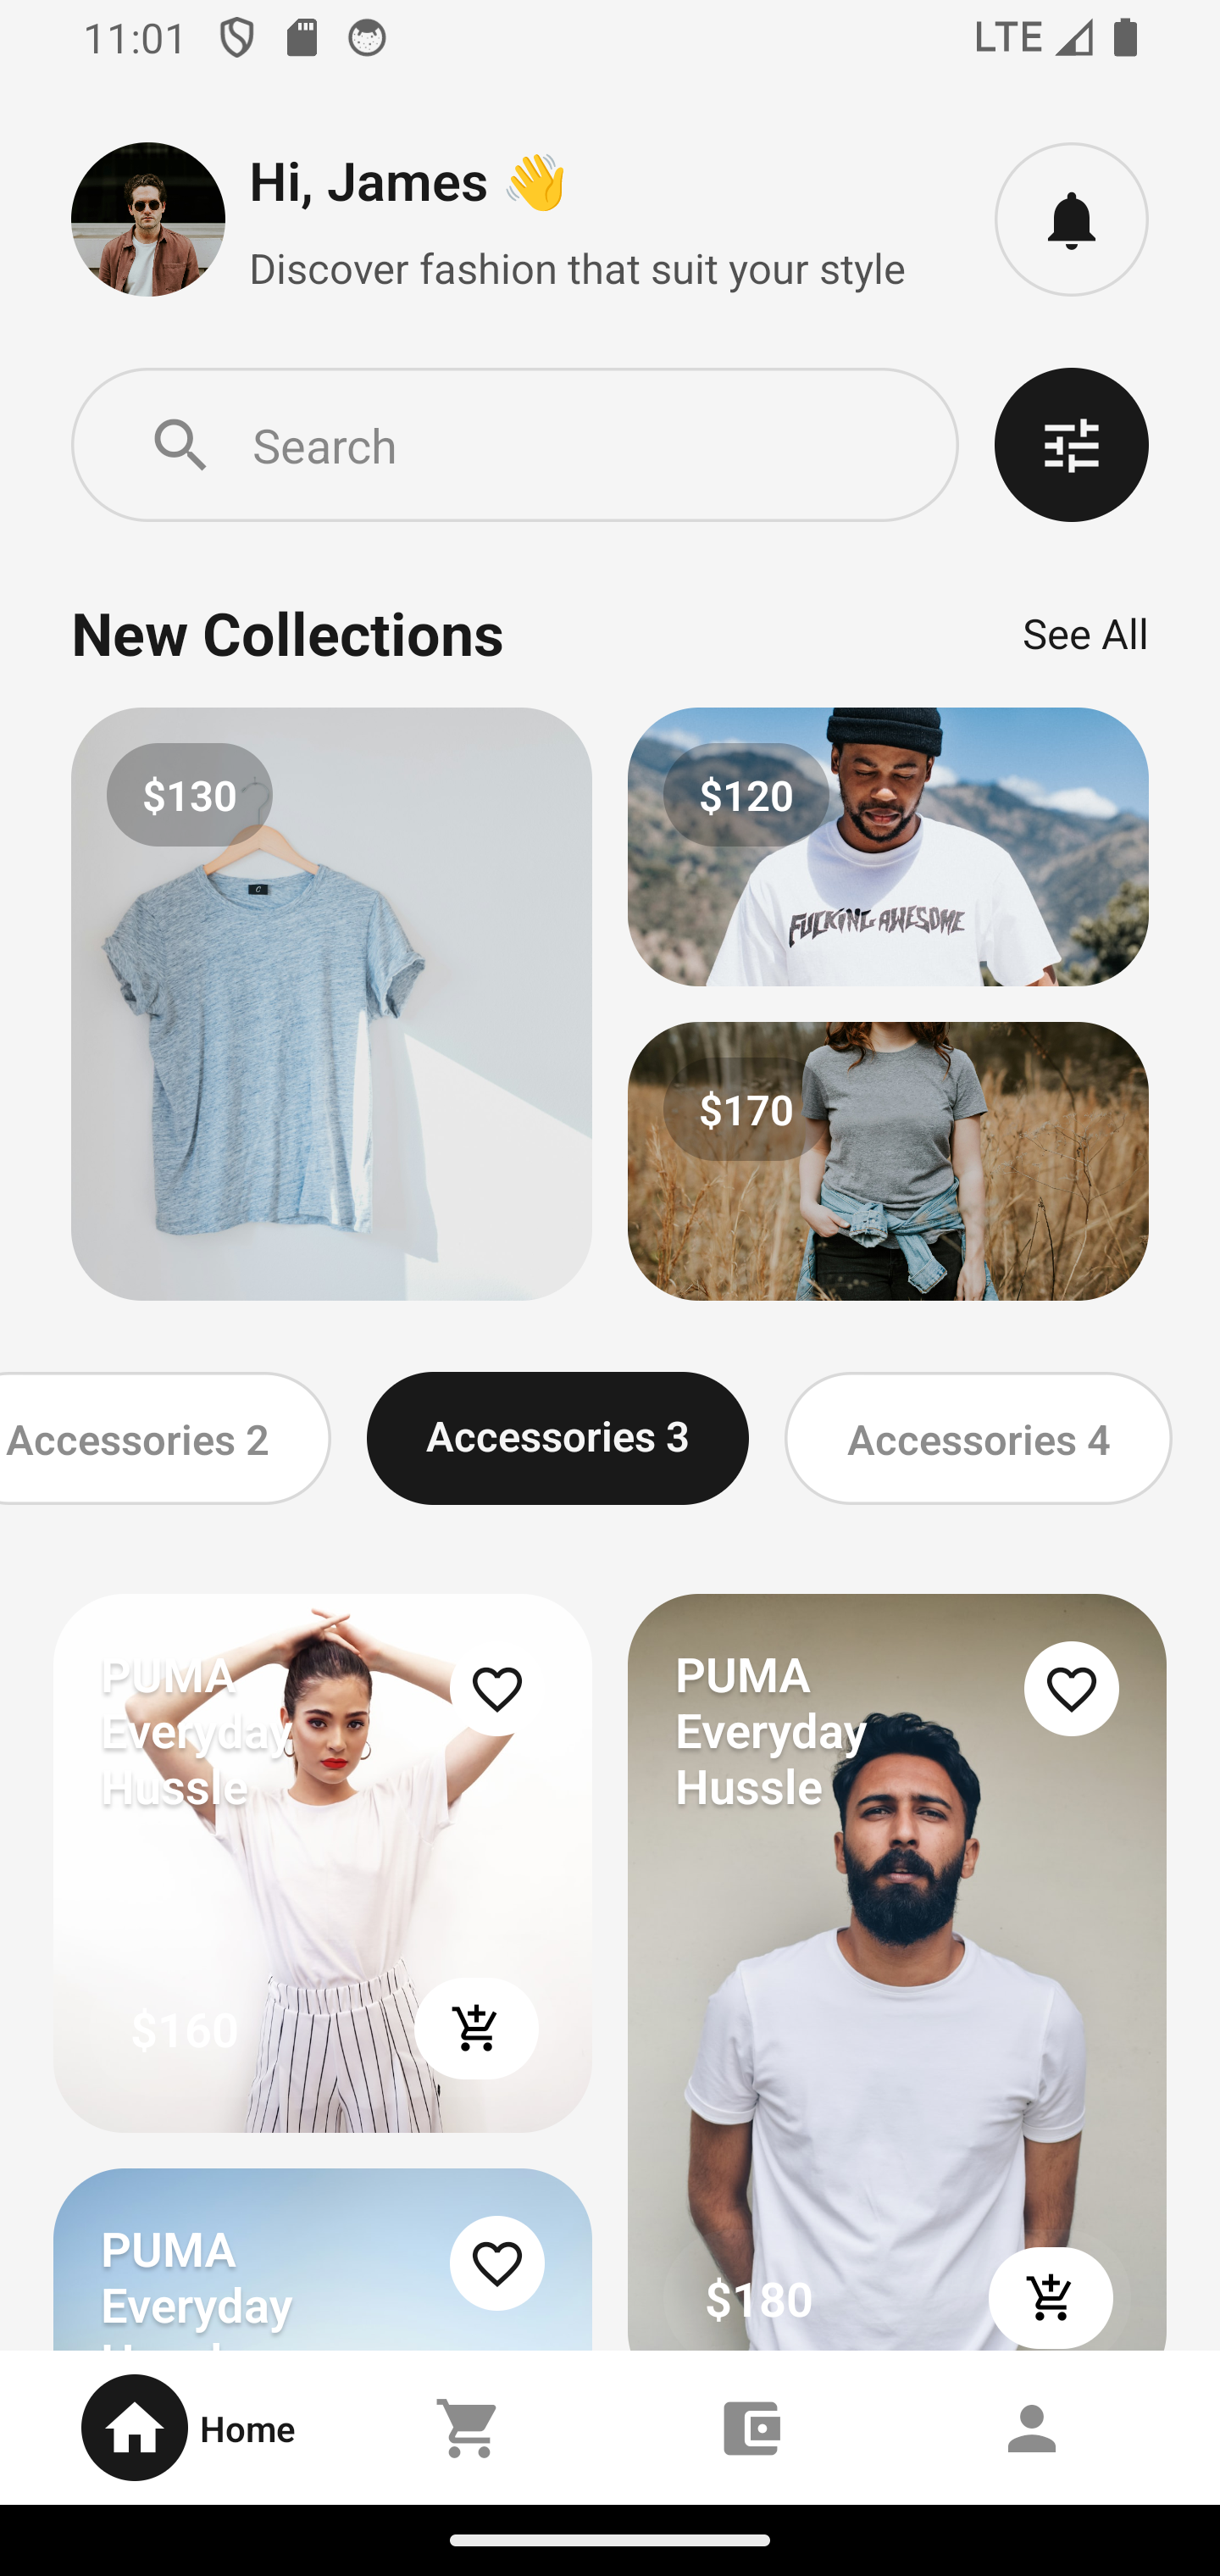 11:01
LTE
Hi, James 👋
Discover fashion that suit your style
Search
New Collections
See All
$130
$120
FUCKING AWESOME
$170
Accessories 2
Accessories 3
Accessories 4
PUMA
Everyday
Hussle
$160
PUMA
Everyday
Hussle
$180
PUMA
Everyday
Home